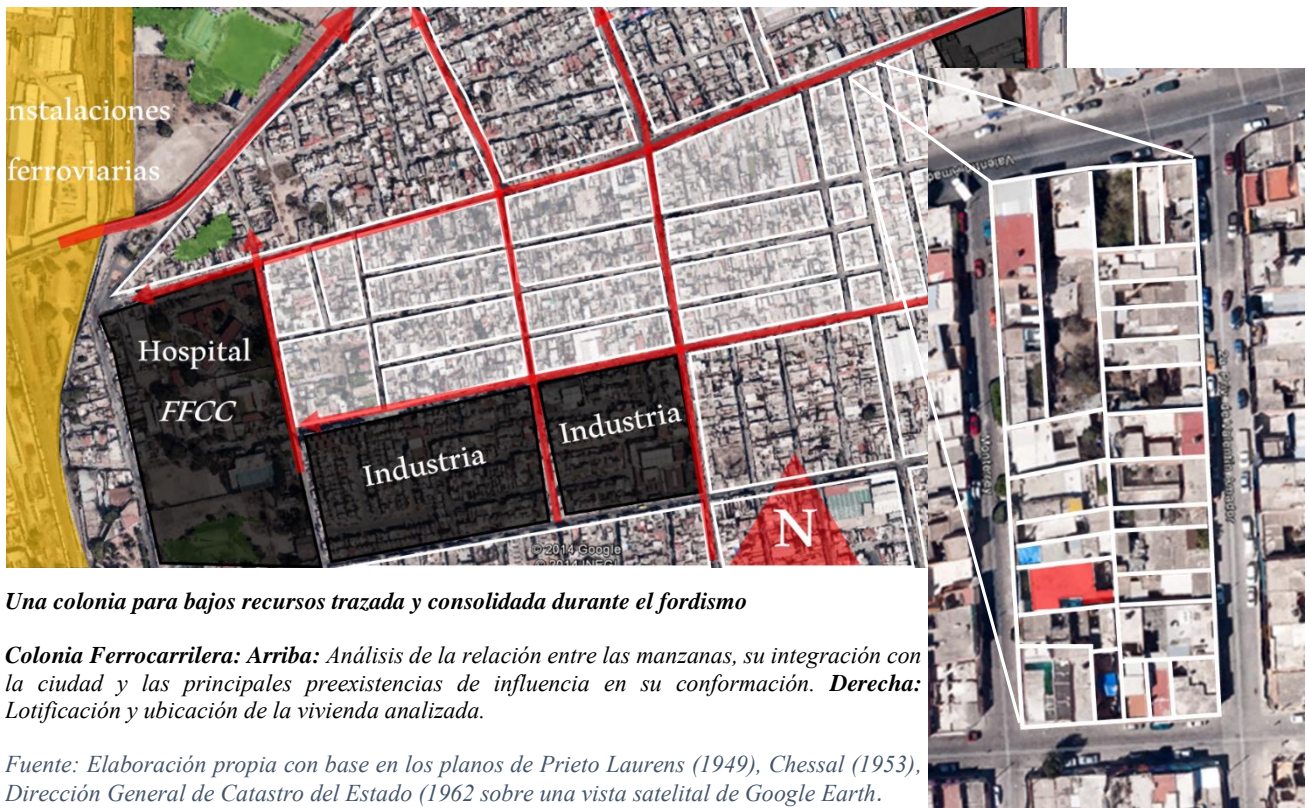 nstalaciones
ferroviarias
Hospital
FFCC
Industria
Industria
N
© 2014 Google
© 2014 INEGI
Monterrey
Una colonia para bajos recursos trazada y consolidada durante el fordismo
Colonia Ferrocarrilera: Arriba: Análisis de la relación entre las manzanas, su integración con
la ciudad y las principales preexistencias de influencia en su conformación. Derecha:
Lotificación y ubicación de la vivienda analizada.
Fuente: Elaboración propia con base en los planos de Prieto Laurens (1949), Chessal (1953),
Dirección General de Catastro del Estado (1962 sobre una vista satelital de Google Earth.